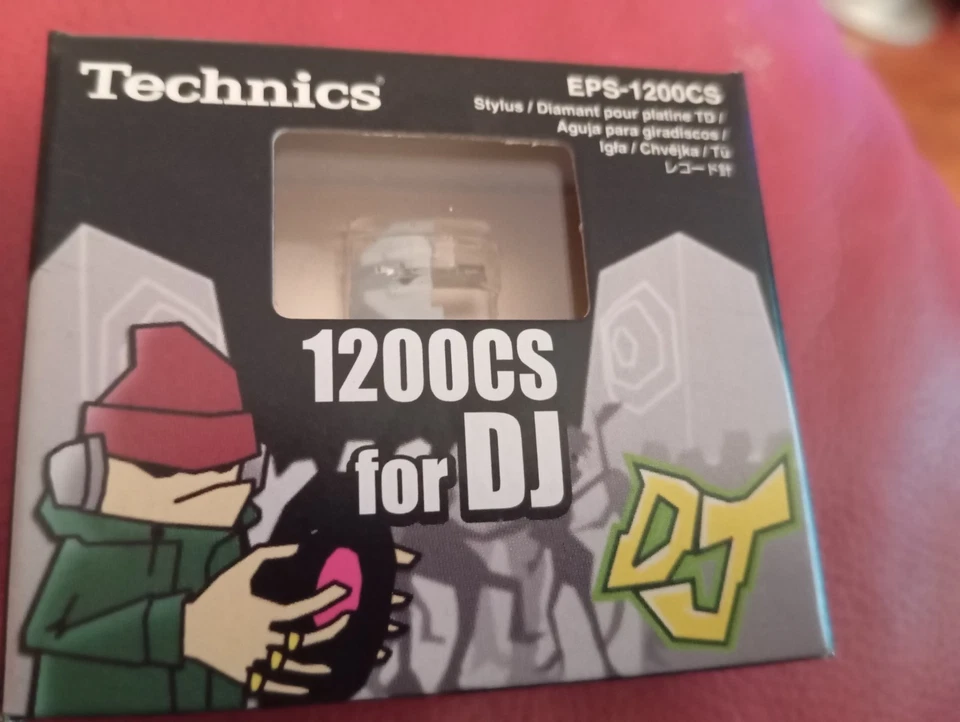 Technics
EPS-1200CS
Stylus / Diamant pour platine TD /
Aguja para giradiscos /
Igła / Chvějka / Tű
レコード針
1200CS
for DJ
DJ